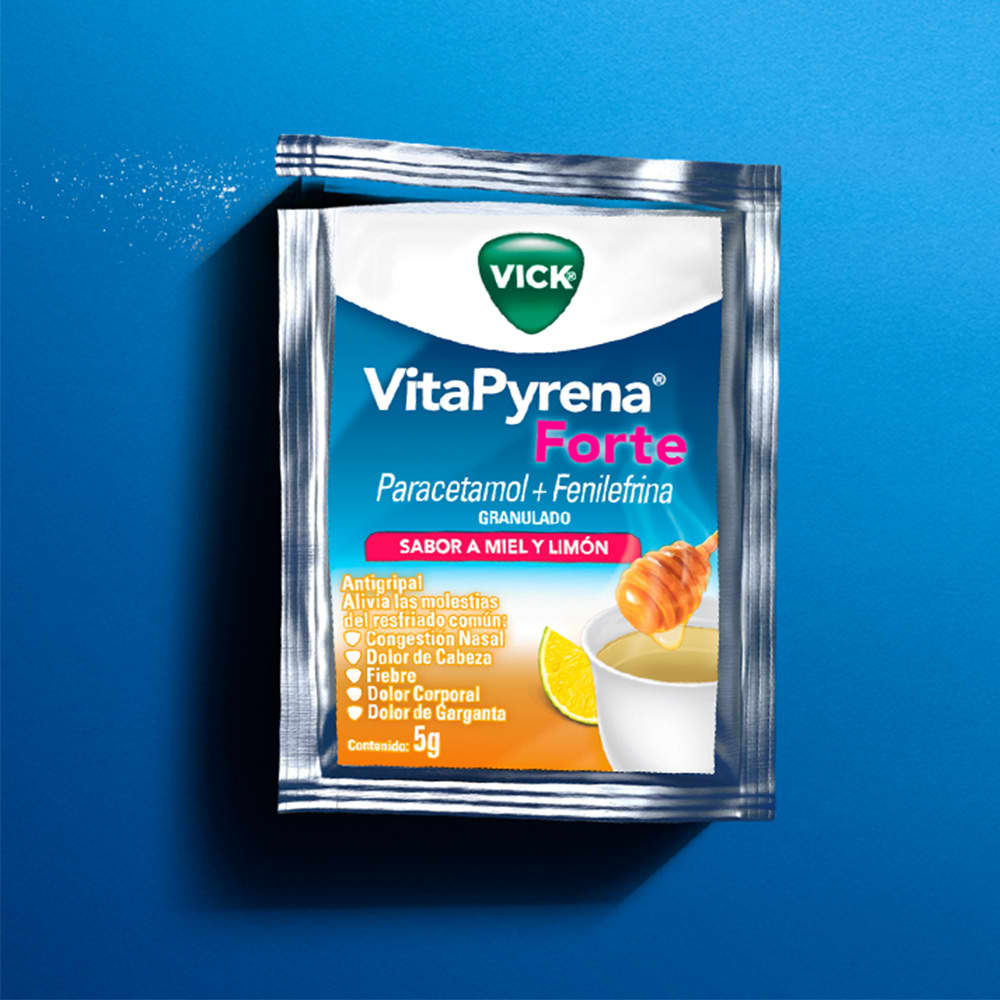 VICK®
VitaPyrena®
Forte
Paracetamol + Fenilefrina
GRANULADO
SABOR A MIEL Y LIMÓN
Antigripal
Alivia las molestias
del resfriado común:
Congestión Nasal
Dolor de Cabeza
Fiebre
Dolor Corporal
Dolor de Garganta
Contenido: 5g